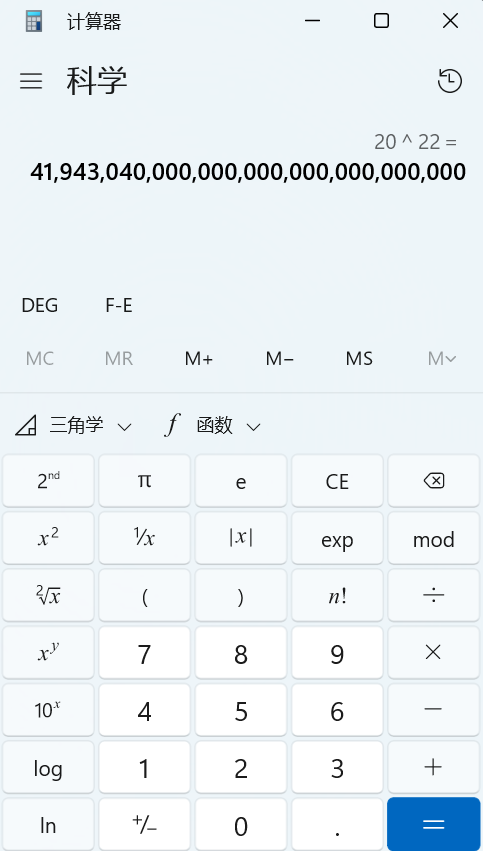 计算器
科学
20 ^ 22 =
41,943,040,000,000,000,000,000,000,000
DEG F-E
MC MR M+ M− MS M
三角学 f 函数
2nd π e CE
x2 1/x |x| exp mod
2√x ( ) n! ÷
xy 7 8 9 ×
10x 4 5 6 −
log 1 2 3 +
ln +/− 0 . =